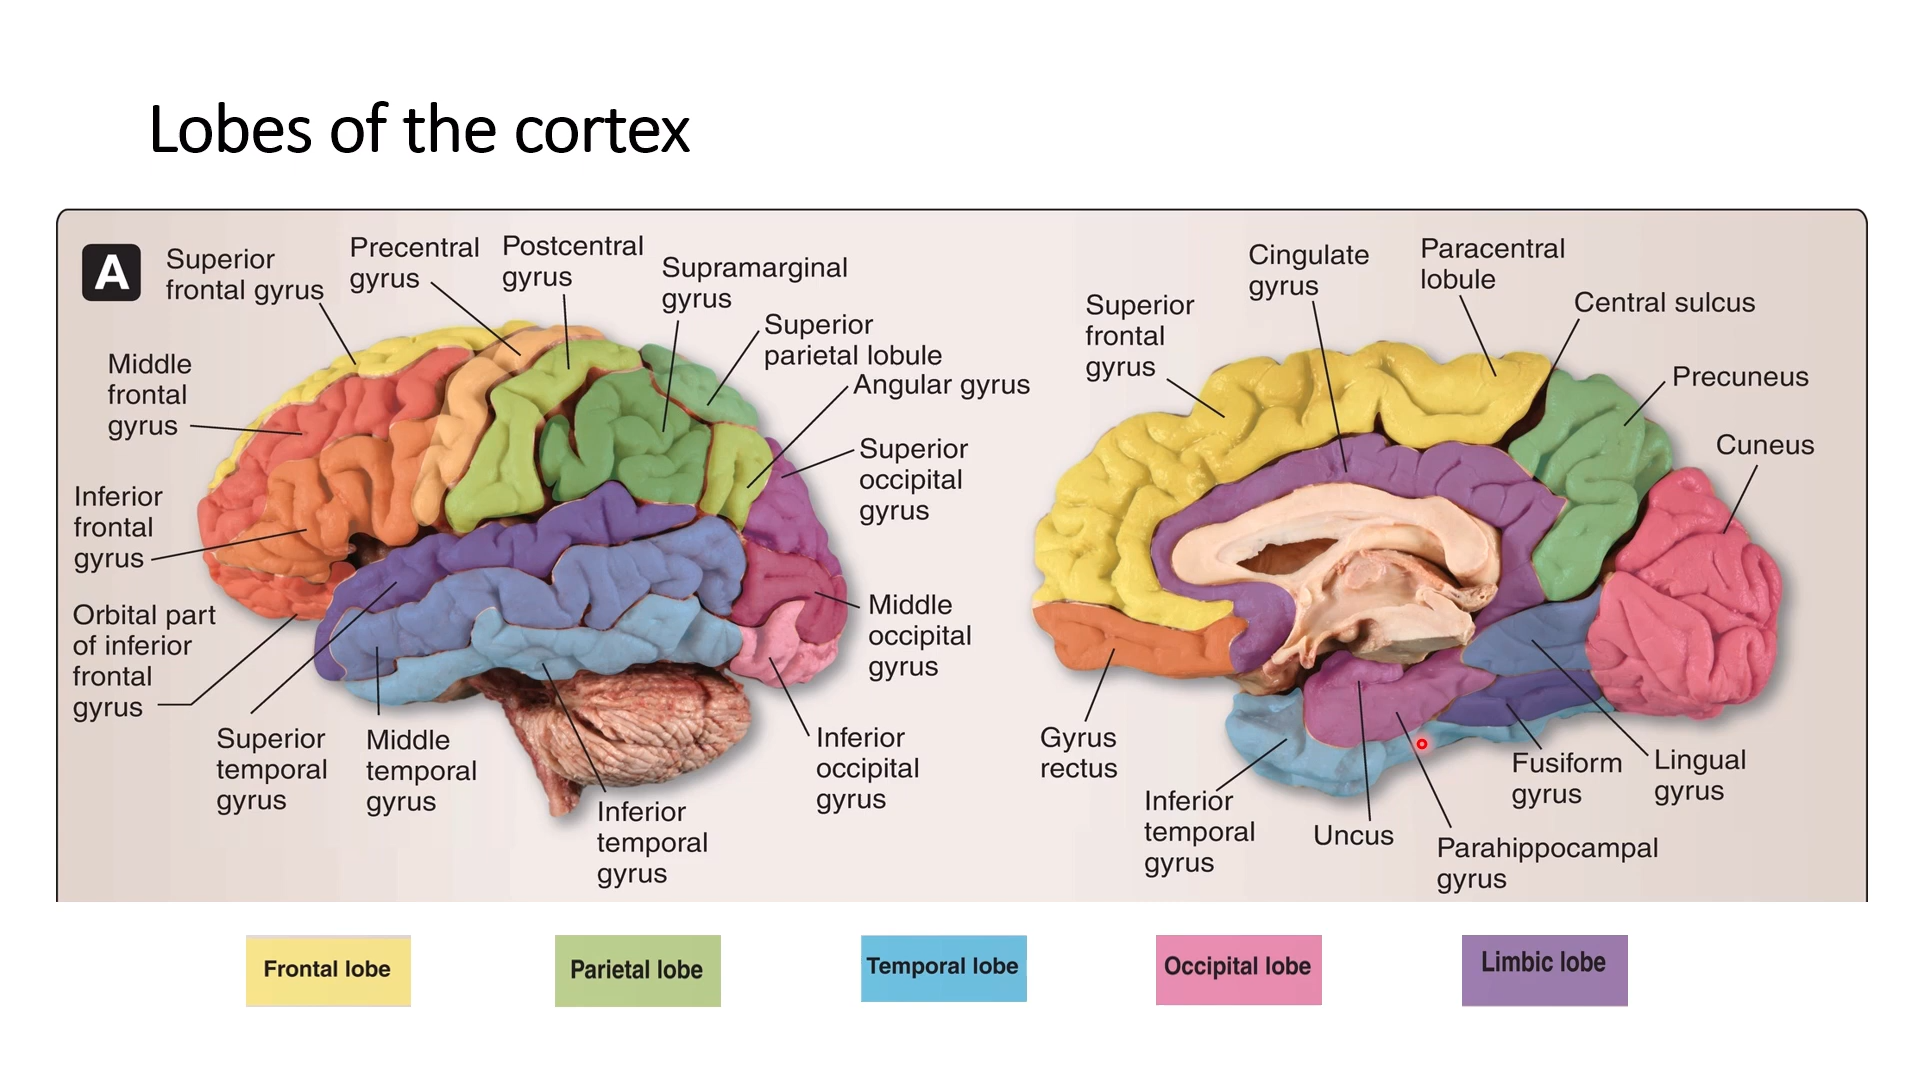 Lobes of the cortex
A
Superior
frontal gyrus
Precentral
gyrus
Postcentral
gyrus
Supramarginal
gyrus
Superior
parietal lobule
Angular gyrus
Middle
frontal
gyrus
Superior
occipital
gyrus
Inferior
frontal
gyrus
Orbital part
of inferior
frontal
gyrus
Middle
occipital
gyrus
Superior
temporal
gyrus
Middle
temporal
gyrus
Inferior
temporal
gyrus
Inferior
occipital
gyrus
Superior
frontal
gyrus
Cingulate
gyrus
Paracentral
lobule
Central sulcus
Precuneus
Cuneus
Gyrus
rectus
Inferior
temporal
gyrus
Uncus
Parahippocampal
gyrus
Fusiform
gyrus
Lingual
gyrus
Frontal lobe
Parietal lobe
Temporal lobe
Occipital lobe
Limbic lobe